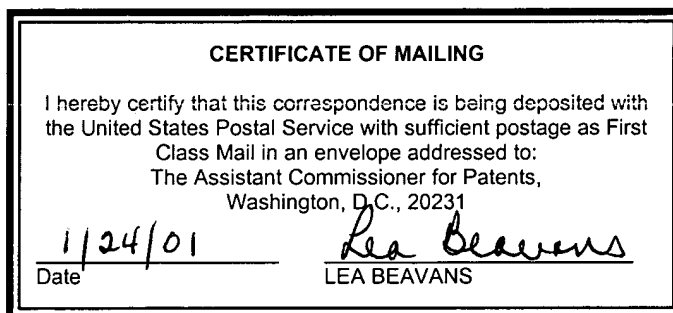 CERTIFICATE OF MAILING
I hereby certify that this correspondence is being deposited with
the United States Postal Service with sufficient postage as First
Class Mail in an envelope addressed to:
The Assistant Commissioner for Patents,
Washington, D.C., 20231
1/24/01 Lea Beavans
Date LEA BEAVANS